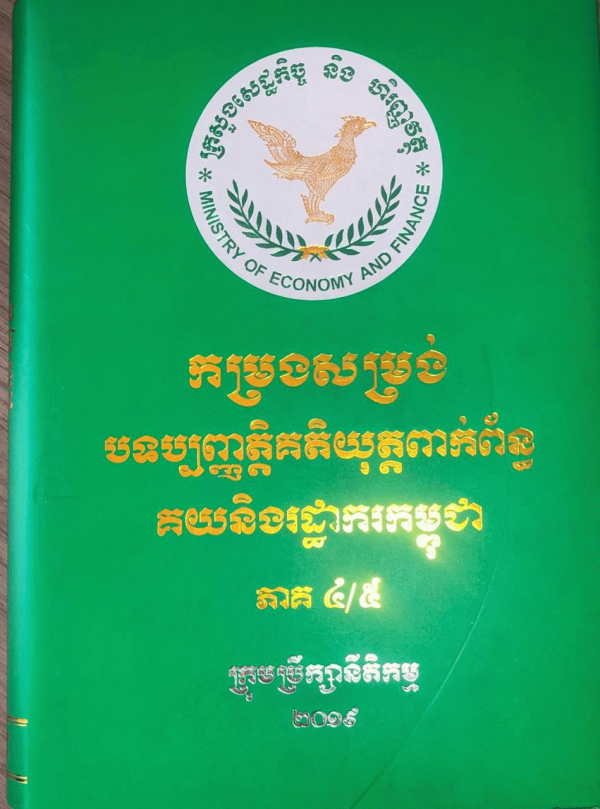 ក្រសួងសេដ្ឋកិច្ច និង ហិរញ្ញវត្ថុ
* MINISTRY OF ECONOMY AND FINANCE *
កម្រងសម្រង់
បទប្បញ្ញត្តិគតិយុត្តពាក់ព័ន្ធ
គយនិងរដ្ឋាករកម្ពុជា
ភាគ ៤/៥
ក្រុមប្រឹក្សានីតិកម្ម
២០១៩